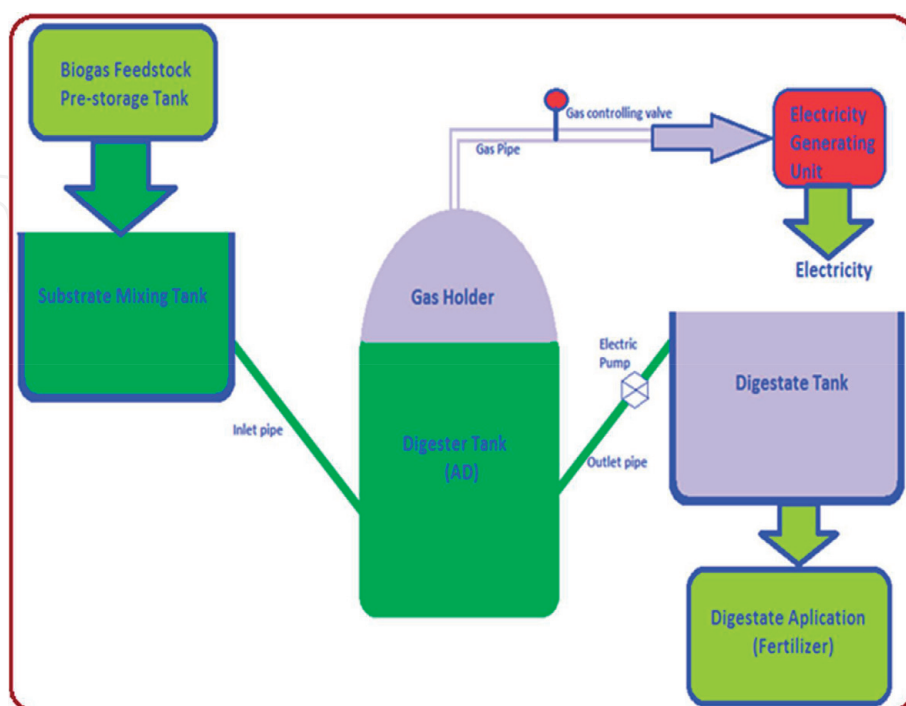 Biogas Feedstock
Pre-storage Tank
Gas controlling valve
Gas Pipe
Electricity
Generating
Unit
Electricity
Substrate Mixing Tank
Gas Holder
Electric
Pump
Digestate Tank
Inlet pipe
Digester Tank
(AD)
Outlet pipe
Digestate Aplication
(Fertilizer)